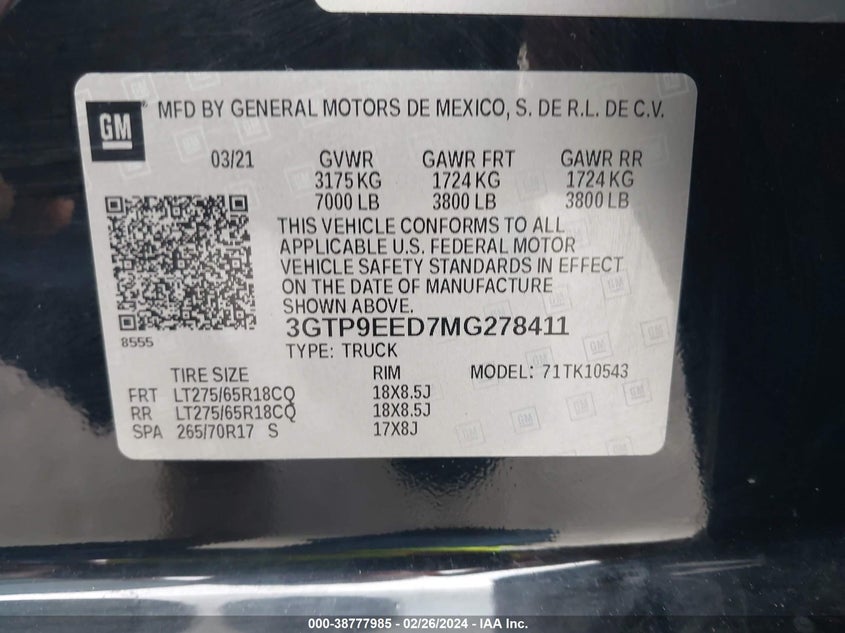 GM
MFD BY GENERAL MOTORS DE MEXICO, S. DE R.L. DE C.V.
03/21 GVWR GAWR FRT GAWR RR
3175 KG 1724 KG 1724 KG
7000 LB 3800 LB 3800 LB
THIS VEHICLE CONFORMS TO ALL
APPLICABLE U.S. FEDERAL MOTOR
VEHICLE SAFETY STANDARDS IN EFFECT
ON THE DATE OF MANUFACTURE
SHOWN ABOVE.
8555
3GTP9EED7MG278411
TYPE: TRUCK
TIRE SIZE RIM MODEL: 71TK10543
FRT LT275/65R18CQ 18X8.5J
RR LT275/65R18CQ 18X8.5J
SPA 265/70R17 S 17X8J
000-38777985 - 02/26/2024 - IAA Inc.